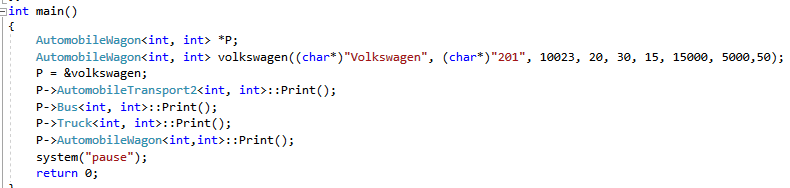 int main()
{
AutomobileWagon<int, int> *P;
AutomobileWagon<int, int> volkswagen((char*)"Volkswagen", (char*)"201", 10023, 20, 30, 15, 15000, 5000,50);
P = &volkswagen;
P->AutomobileTransport2<int, int>::Print();
P->Bus<int, int>::Print();
P->Truck<int, int>::Print();
P->AutomobileWagon<int,int>::Print();
system("pause");
return 0;